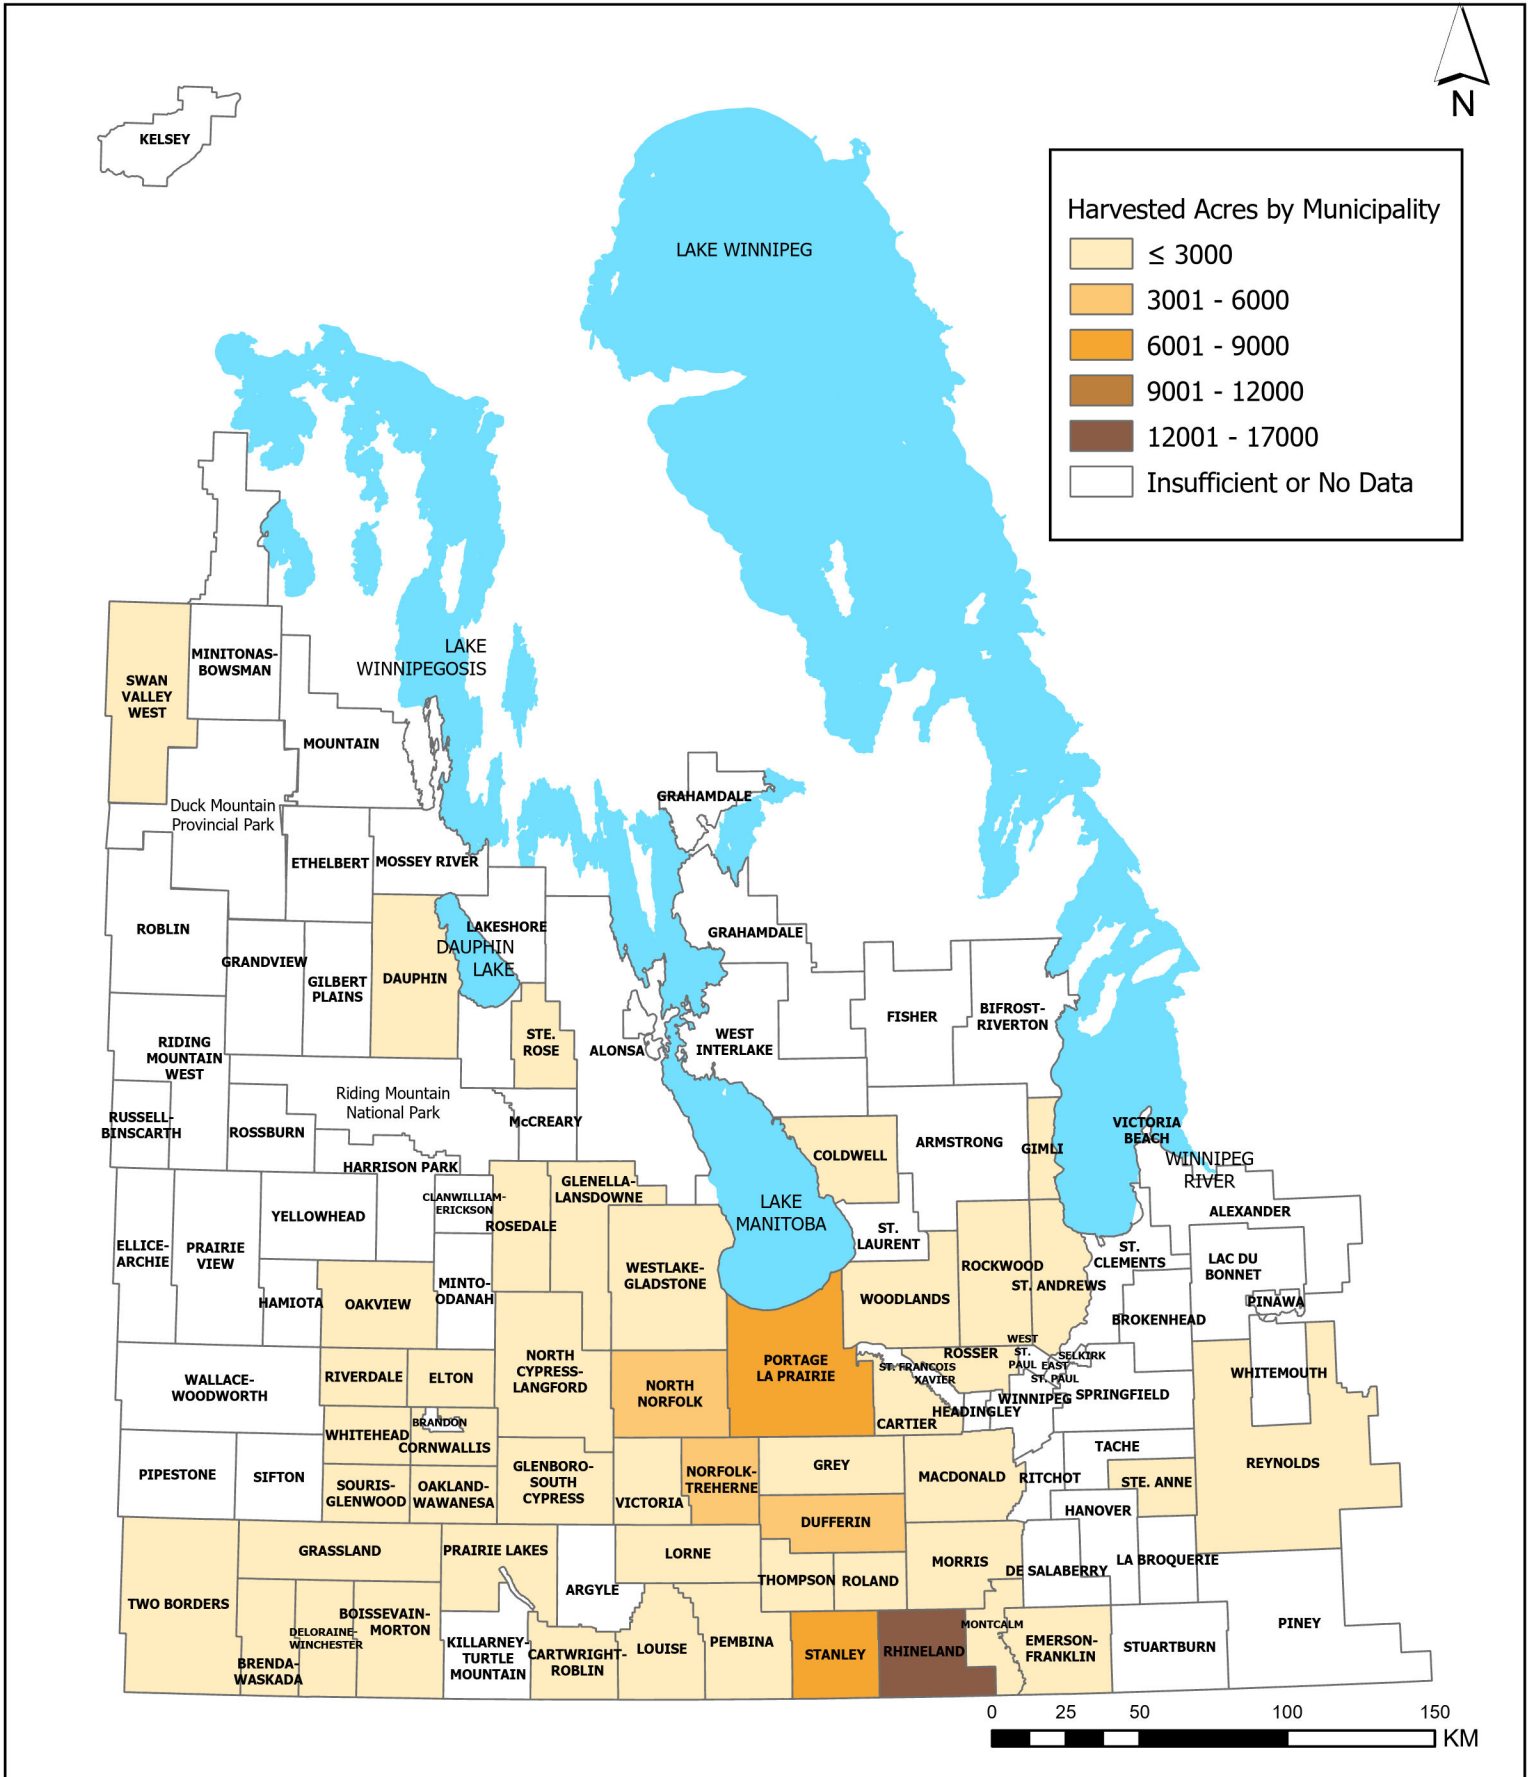 N
KELSEY
Harvested Acres by Municipality
≤ 3000
3001 - 6000
6001 - 9000
9001 - 12000
12001 - 17000
Insufficient or No Data
LAKE WINNIPEG
LAKE
WINNIPEGOSIS
MINITONAS-
BOWSMAN
SWAN
VALLEY
WEST
MOUNTAIN
Duck Mountain
Provincial Park
GRAHAMDALE
ETHELBERT
MOSSEY RIVER
ROBLIN
LAKESHORE
DAUPHIN
LAKE
GRAHAMDALE
GRANDVIEW
GILBERT
PLAINS
DAUPHIN
FISHER
BIFROST-
RIVERTON
STE.
ROSE
ALONSA
WEST
INTERLAKE
RIDING
MOUNTAIN
WEST
Riding Mountain
National Park
RUSSELL-
BINSCARTH
ROSSBURN
McCREARY
VICTORIA
BEACH
ARMSTRONG
GIMLI
COLDWELL
WINNIPEG
RIVER
HARRISON PARK
CLANWILLIAM-
ERICKSON
GLENELLA-
LANSDOWNE
ROSEDALE
LAKE
MANITOBA
YELLOWHEAD
ALEXANDER
ST.
LAURENT
ELLICE-
ARCHIE
PRAIRIE
VIEW
ST.
CLEMENTS
LAC DU
BONNET
WESTLAKE-
GLADSTONE
ROCKWOOD
ST. ANDREWS
MINTO-
ODANAH
HAMIOTA
OAKVIEW
WOODLANDS
PINAWA
BROKENHEAD
WEST
ST.
PAUL
ROSSER
SELKIRK
EAST
ST. PAUL
ST. FRANCOIS
XAVIER
NORTH
CYPRESS-
LANGFORD
PORTAGE
LA PRAIRIE
WHITEMOUTH
RIVERDALE
ELTON
WALLACE-
WOODWORTH
NORTH
NORFOLK
WINNIPEG
SPRINGFIELD
HEADINGLEY
CARTIER
BRANDON
WHITEHEAD
CORNWALLIS
TACHE
PIPESTONE
SIFTON
GREY
MACDONALD
RITCHOT
STE. ANNE
REYNOLDS
GLENBORO-
SOUTH
CYPRESS
NORFOLK-
TREHERNE
SOURIS-
GLENWOOD
OAKLAND-
WAWANESA
VICTORIA
HANOVER
DUFFERIN
GRASSLAND
PRAIRIE LAKES
LORNE
MORRIS
DE SALABERRY
LA BROQUERIE
THOMPSON
ROLAND
ARGYLE
TWO BORDERS
BOISSEVAIN-
MORTON
DELORAINE-
WINCHESTER
BRENDA-
WASKADA
KILLARNEY-
TURTLE
MOUNTAIN
CARTWRIGHT-
ROBLIN
LOUISE
PEMBINA
STANLEY
RHINELAND
MONTCALM
EMERSON-
FRANKLIN
STUARTBURN
PINEY
0 25 50 100 150
KM